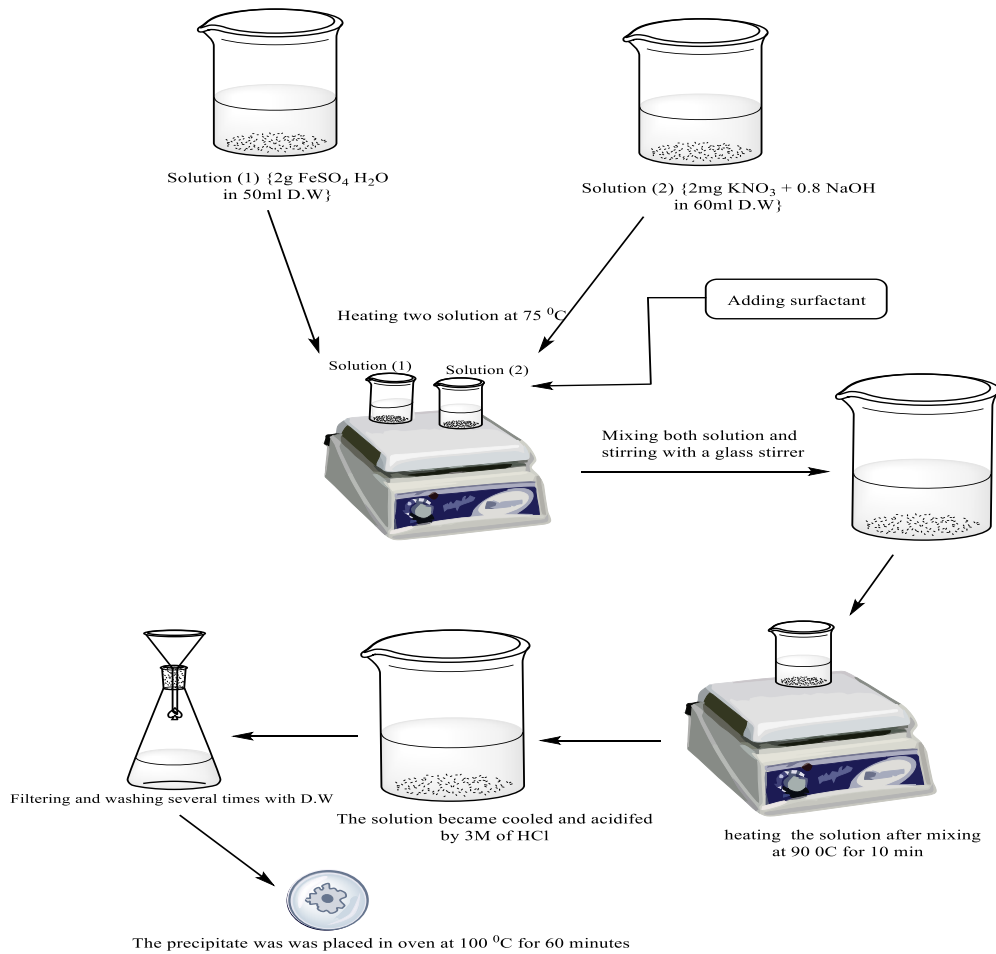 Solution (1) {2g FeSO₄ H₂O
in 50ml D.W}
Solution (2) {2mg KNO₃ + 0.8 NaOH
in 60ml D.W}
Adding surfactant
Heating two solution at 75 ⁰C
Solution (1)
Solution (2)
Mixing both solution and
stirring with a glass stirrer
heating the solution after mixing
at 90 0C for 10 min
The solution became cooled and acidifed
by 3M of HCl
Filtering and washing several times with D.W
The precipitate was was placed in oven at 100 ⁰C for 60 minutes